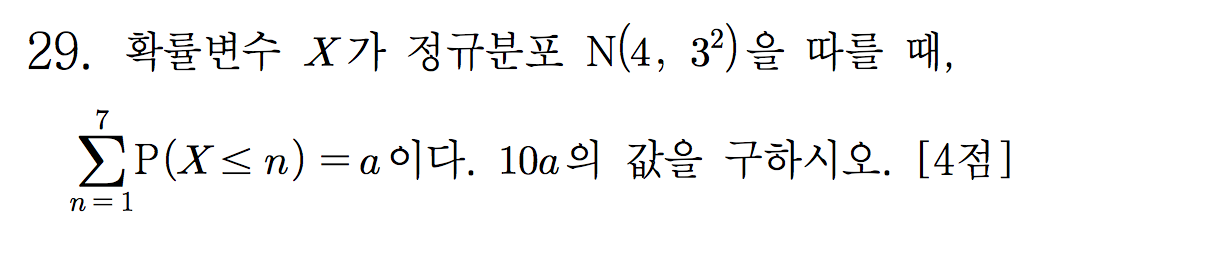 29. 확률변수 X가 정규분포 N(4, 3²)을 따를 때,
$\sum_{n=1}^{7}$P(X ≤ n) = a이다. 10a의 값을 구하시오. [4점]